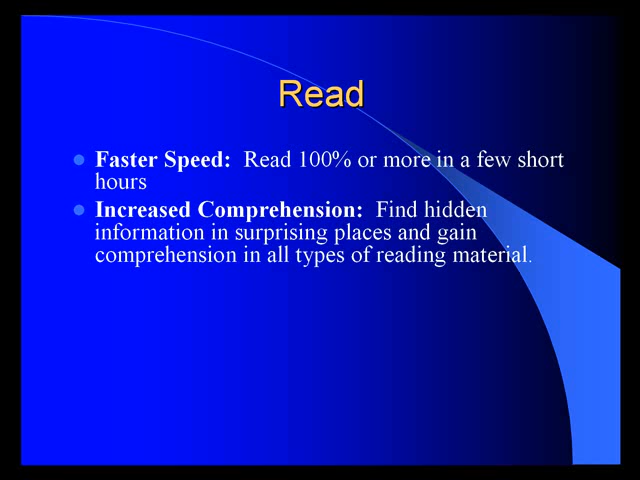 Read
Faster Speed: Read 100% or more in a few short
hours
Increased Comprehension: Find hidden
information in surprising places and gain
comprehension in all types of reading material.